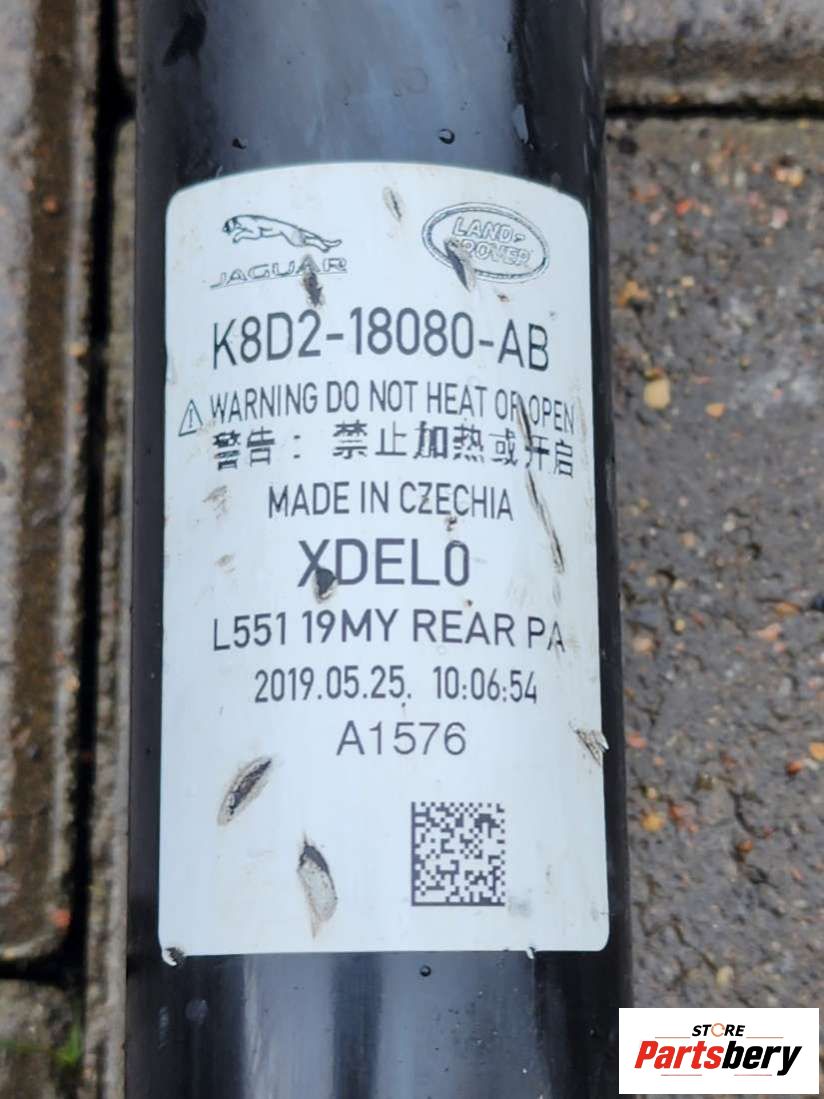 JAGUAR
LAND-
ROVER
K8D2-18080-AB
WARNING DO NOT HEAT OR OPEN
警告：禁止加热或开启
MADE IN CZECHIA
XDEL0
L551 19MY REAR PA
2019.05.25. 10:06:54
A1576
STORE
Partsbery